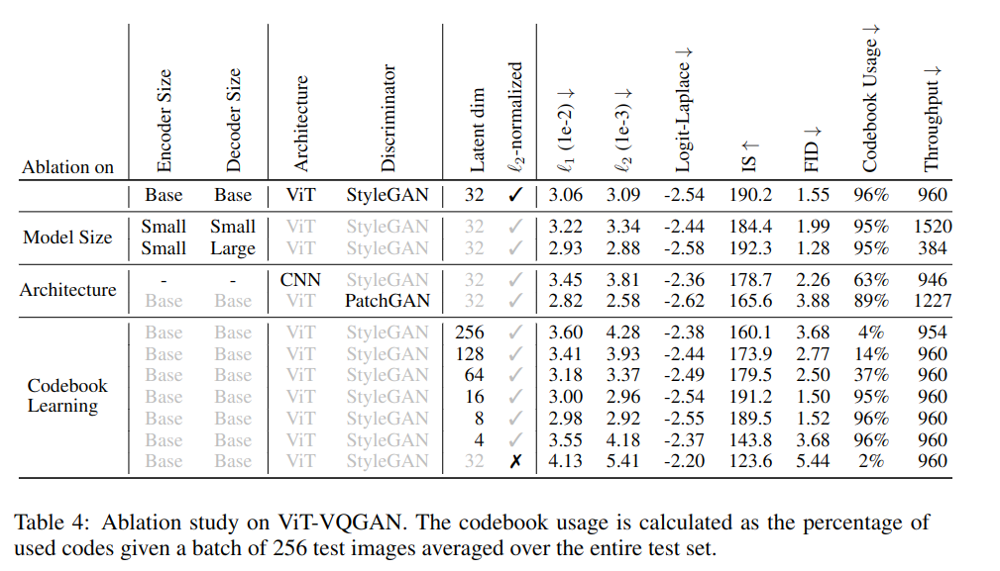 Ablation on Encoder Size Decoder Size Architecture Discriminator Latent dim ℓ2-normalized ℓ1 (1e-2) ↓ ℓ2 (1e-3) ↓ Logit-Laplace ↓ IS ↑ FID ↓ Codebook Usage ↓ Throughput ↓
Base Base ViT StyleGAN 32 ✓ 3.06 3.09 -2.54 190.2 1.55 96% 960
Model Size
Small Small ViT StyleGAN 32 ✓ 3.22 3.34 -2.44 184.4 1.99 95% 1520
Small Large ViT StyleGAN 32 ✓ 2.93 2.88 -2.58 192.3 1.28 95% 384
Architecture
- - CNN StyleGAN 32 ✓ 3.45 3.81 -2.36 178.7 2.26 63% 946
Base Base ViT PatchGAN 32 ✓ 2.82 2.58 -2.62 165.6 3.88 89% 1227
Codebook
Learning
Base Base ViT StyleGAN 256 ✓ 3.60 4.28 -2.38 160.1 3.68 4% 954
Base Base ViT StyleGAN 128 ✓ 3.41 3.93 -2.44 173.9 2.77 14% 960
Base Base ViT StyleGAN 64 ✓ 3.18 3.37 -2.49 179.5 2.50 37% 960
Base Base ViT StyleGAN 16 ✓ 3.00 2.96 -2.54 191.2 1.50 95% 960
Base Base ViT StyleGAN 8 ✓ 2.98 2.92 -2.55 189.5 1.52 96% 960
Base Base ViT StyleGAN 4 ✓ 3.55 4.18 -2.37 143.8 3.68 96% 960
Base Base ViT StyleGAN 32 ✗ 4.13 5.41 -2.20 123.6 5.44 2% 960
Table 4: Ablation study on ViT-VQGAN. The codebook usage is calculated as the percentage of
used codes given a batch of 256 test images averaged over the entire test set.